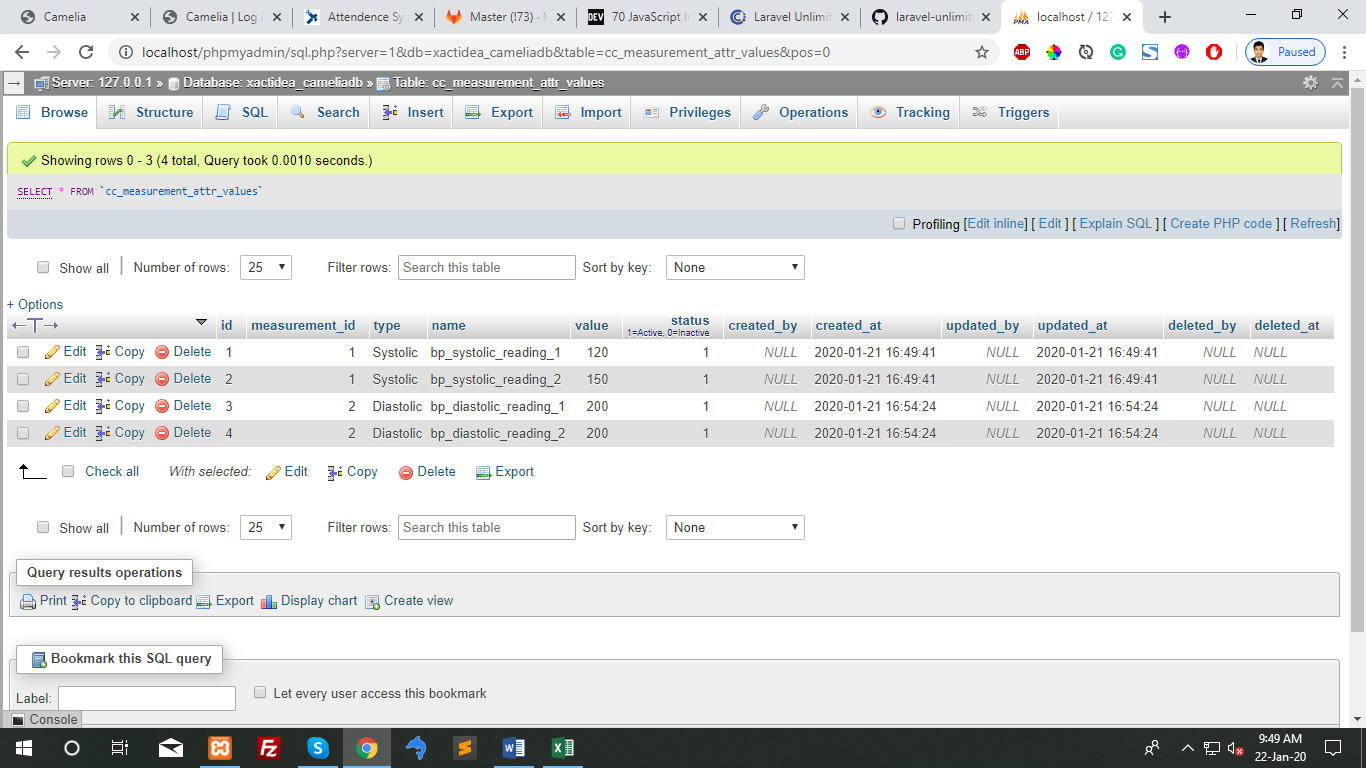 Camelia
Camelia | Log
Attendence Sy
Master (!73) · M
DEV 70 JavaScript In
Laravel Unlimit
laravel-unlimit
PMA localhost / 127
localhost/phpmyadmin/sql.php?server=1&db=xactidea_cameliadb&table=cc_measurement_attr_values&pos=0
ABP
Paused
Server: 127.0.0.1 » Database: xactidea_cameliadb » Table: cc_measurement_attr_values
Browse Structure SQL Search Insert Export Import Privileges Operations Tracking Triggers
Showing rows 0 - 3 (4 total, Query took 0.0010 seconds.)
SELECT * FROM `cc_measurement_attr_values`
Profiling [Edit inline] [ Edit ] [ Explain SQL ] [ Create PHP code ] [ Refresh]
Show all | Number of rows: 25 Filter rows: Search this table Sort by key: None
+ Options
←T→ id measurement_id type name value status created_by created_at updated_by updated_at deleted_by deleted_at
1=Active, 0=Inactive
Edit Copy Delete 1 1 Systolic bp_systolic_reading_1 120 1 NULL 2020-01-21 16:49:41 NULL 2020-01-21 16:49:41 NULL NULL
Edit Copy Delete 2 1 Systolic bp_systolic_reading_2 150 1 NULL 2020-01-21 16:49:41 NULL 2020-01-21 16:49:41 NULL NULL
Edit Copy Delete 3 2 Diastolic bp_diastolic_reading_1 200 1 NULL 2020-01-21 16:54:24 NULL 2020-01-21 16:54:24 NULL NULL
Edit Copy Delete 4 2 Diastolic bp_diastolic_reading_2 200 1 NULL 2020-01-21 16:54:24 NULL 2020-01-21 16:54:24 NULL NULL
Check all With selected: Edit Copy Delete Export
Show all | Number of rows: 25 Filter rows: Search this table Sort by key: None
Query results operations
Print Copy to clipboard Export Display chart Create view
Bookmark this SQL query
Label: Let every user access this bookmark
Console
9:49 AM
22-Jan-20